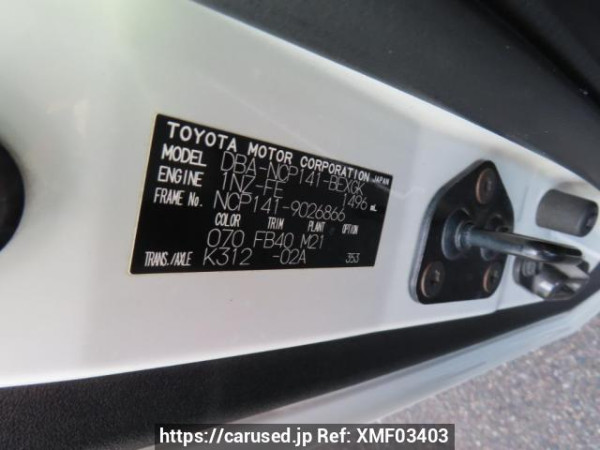 TOYOTA MOTOR CORPORATION JAPAN
MODEL DBA-NCP141-BEXGK
ENGINE 1NZ-FE 1496 mL
FRAME No. NCP141-9026866
COLOR TRIM PLANT OPTION
070 FB40 M21
TRANS./AXLE K312 -02A 353
https://carused.jp Ref: XMF03403